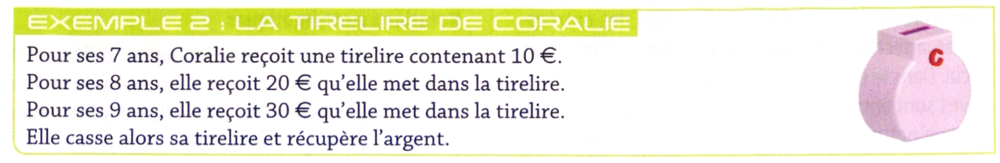 EXEMPLE 2 : LA TIRELIRE DE CORALIE
Pour ses 7 ans, Coralie reçoit une tirelire contenant 10 €.
Pour ses 8 ans, elle reçoit 20 € qu'elle met dans la tirelire.
Pour ses 9 ans, elle reçoit 30 € qu'elle met dans la tirelire.
Elle casse alors sa tirelire et récupère l'argent.
C